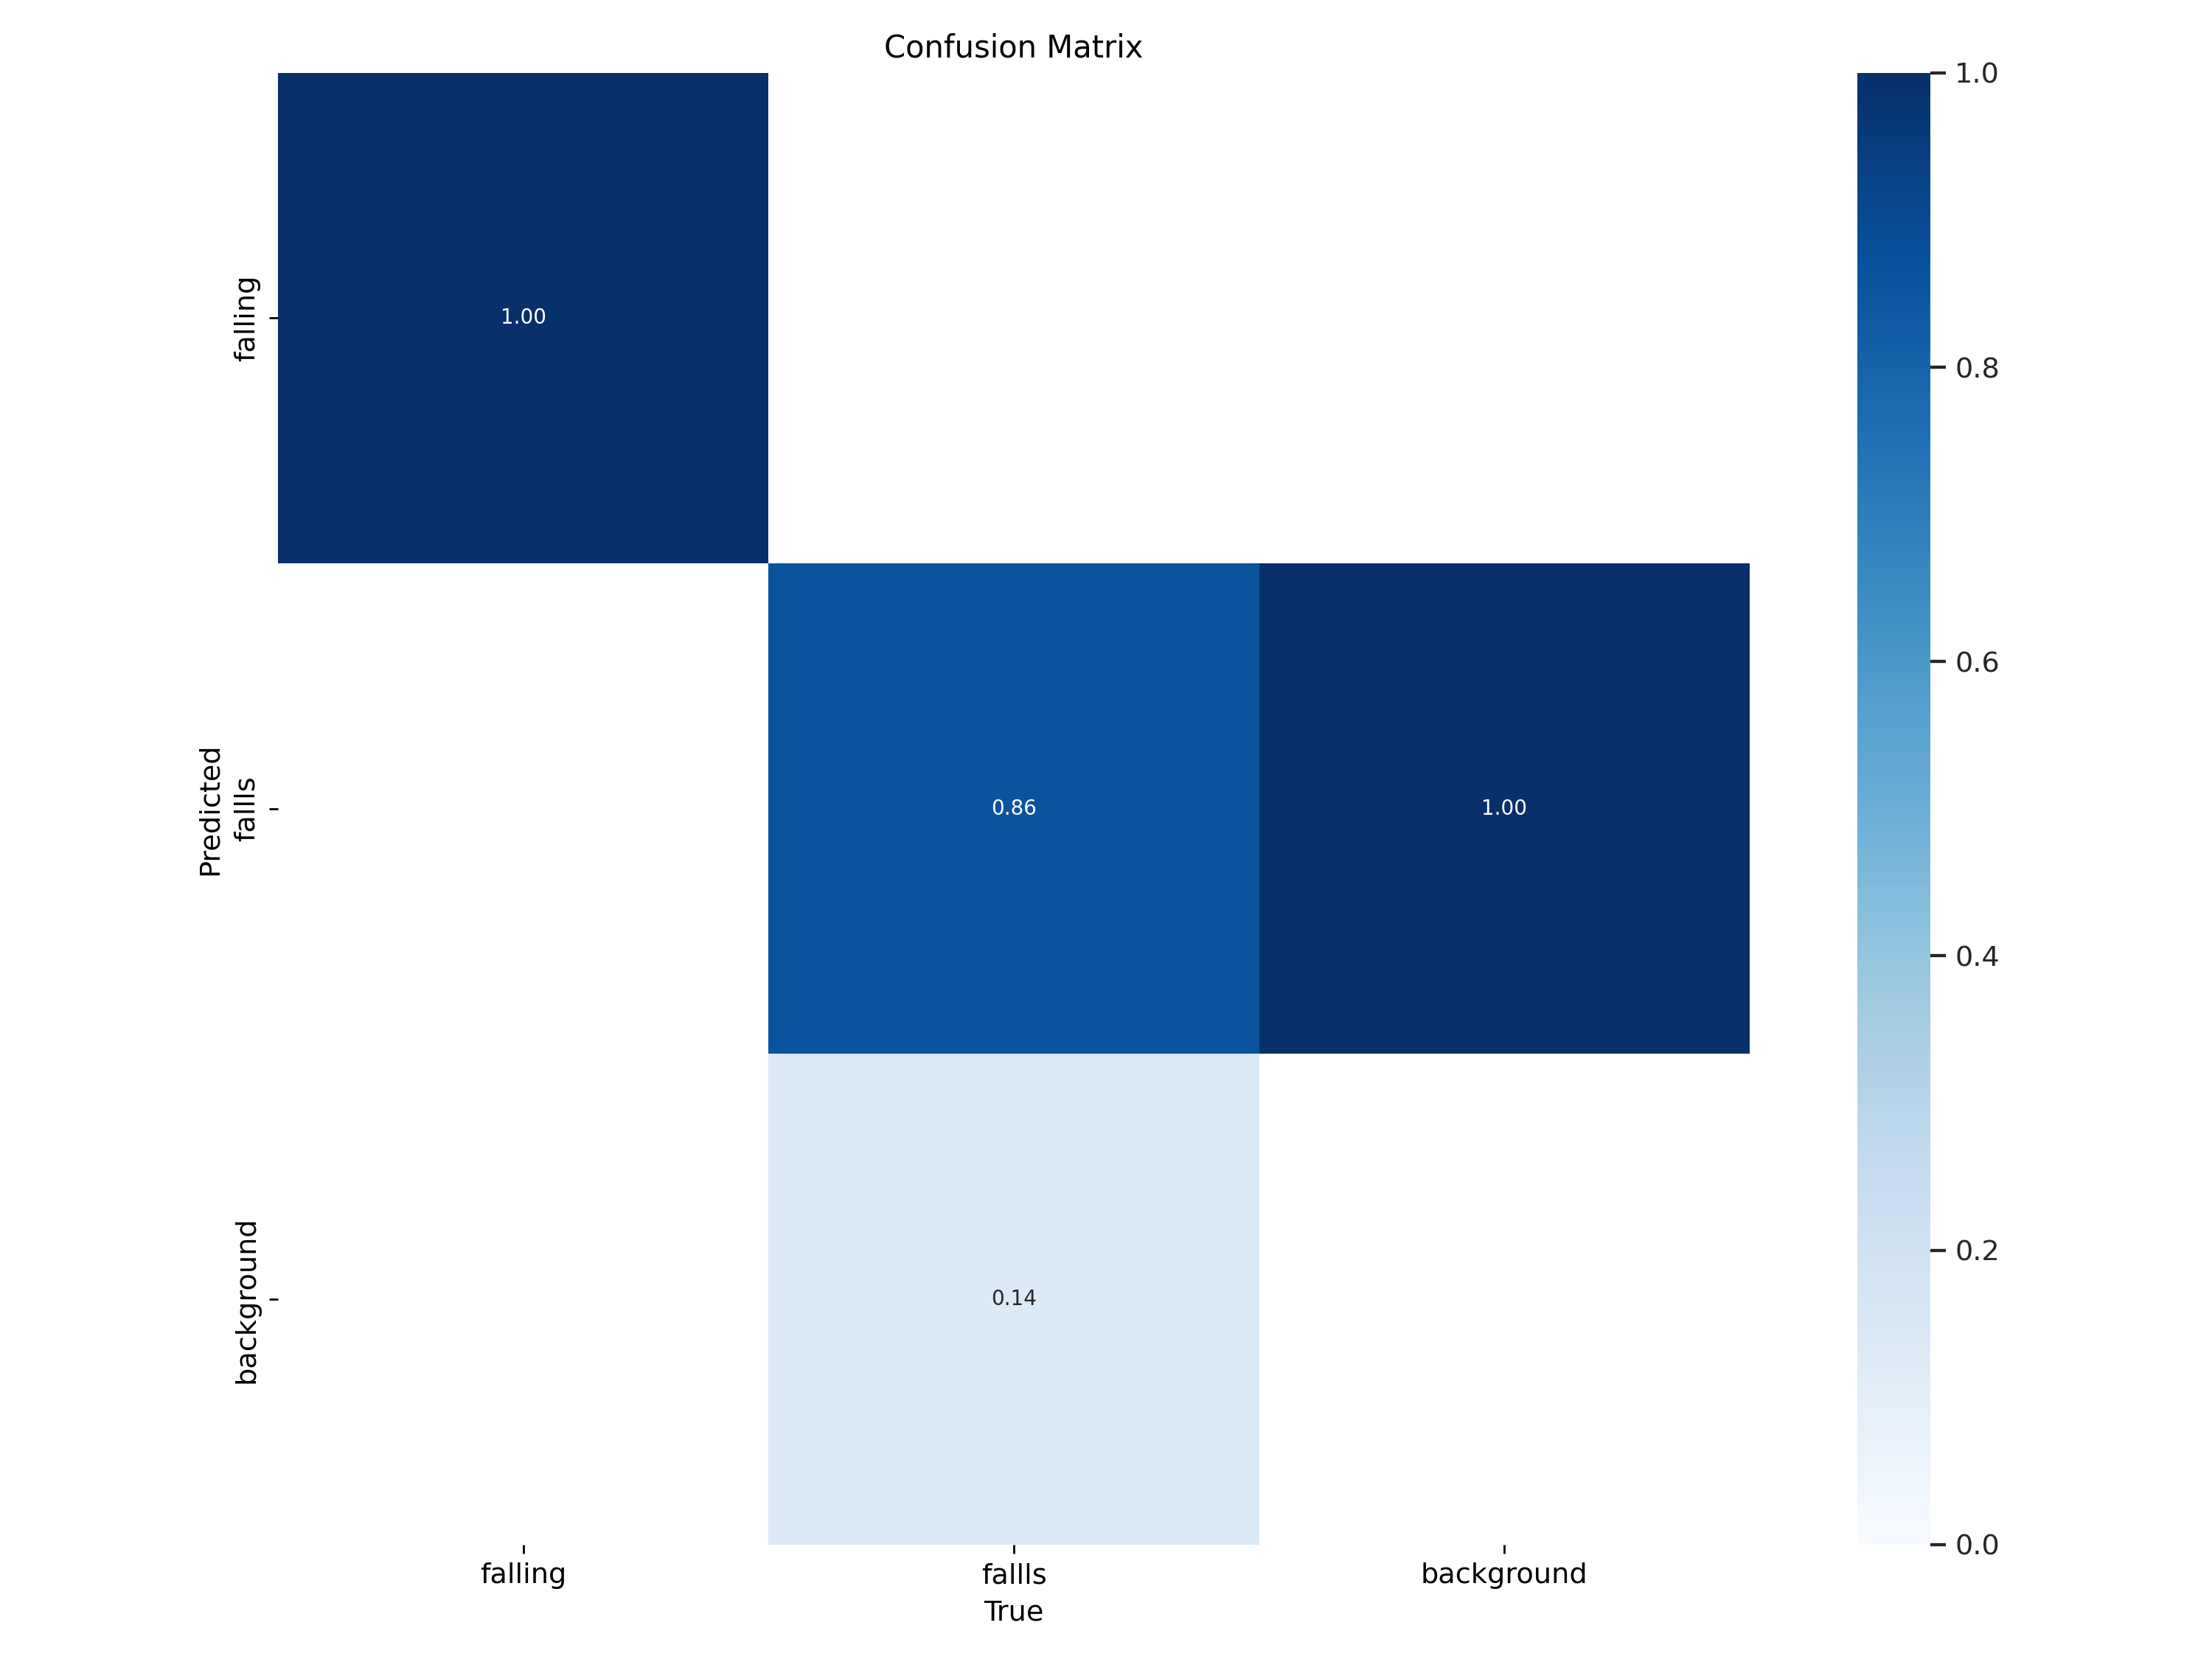 Confusion Matrix
falling
Predicted
fallls
background
1.00
0.86
1.00
0.14
falling
fallls
background
True
1.0
0.8
0.6
0.4
0.2
0.0